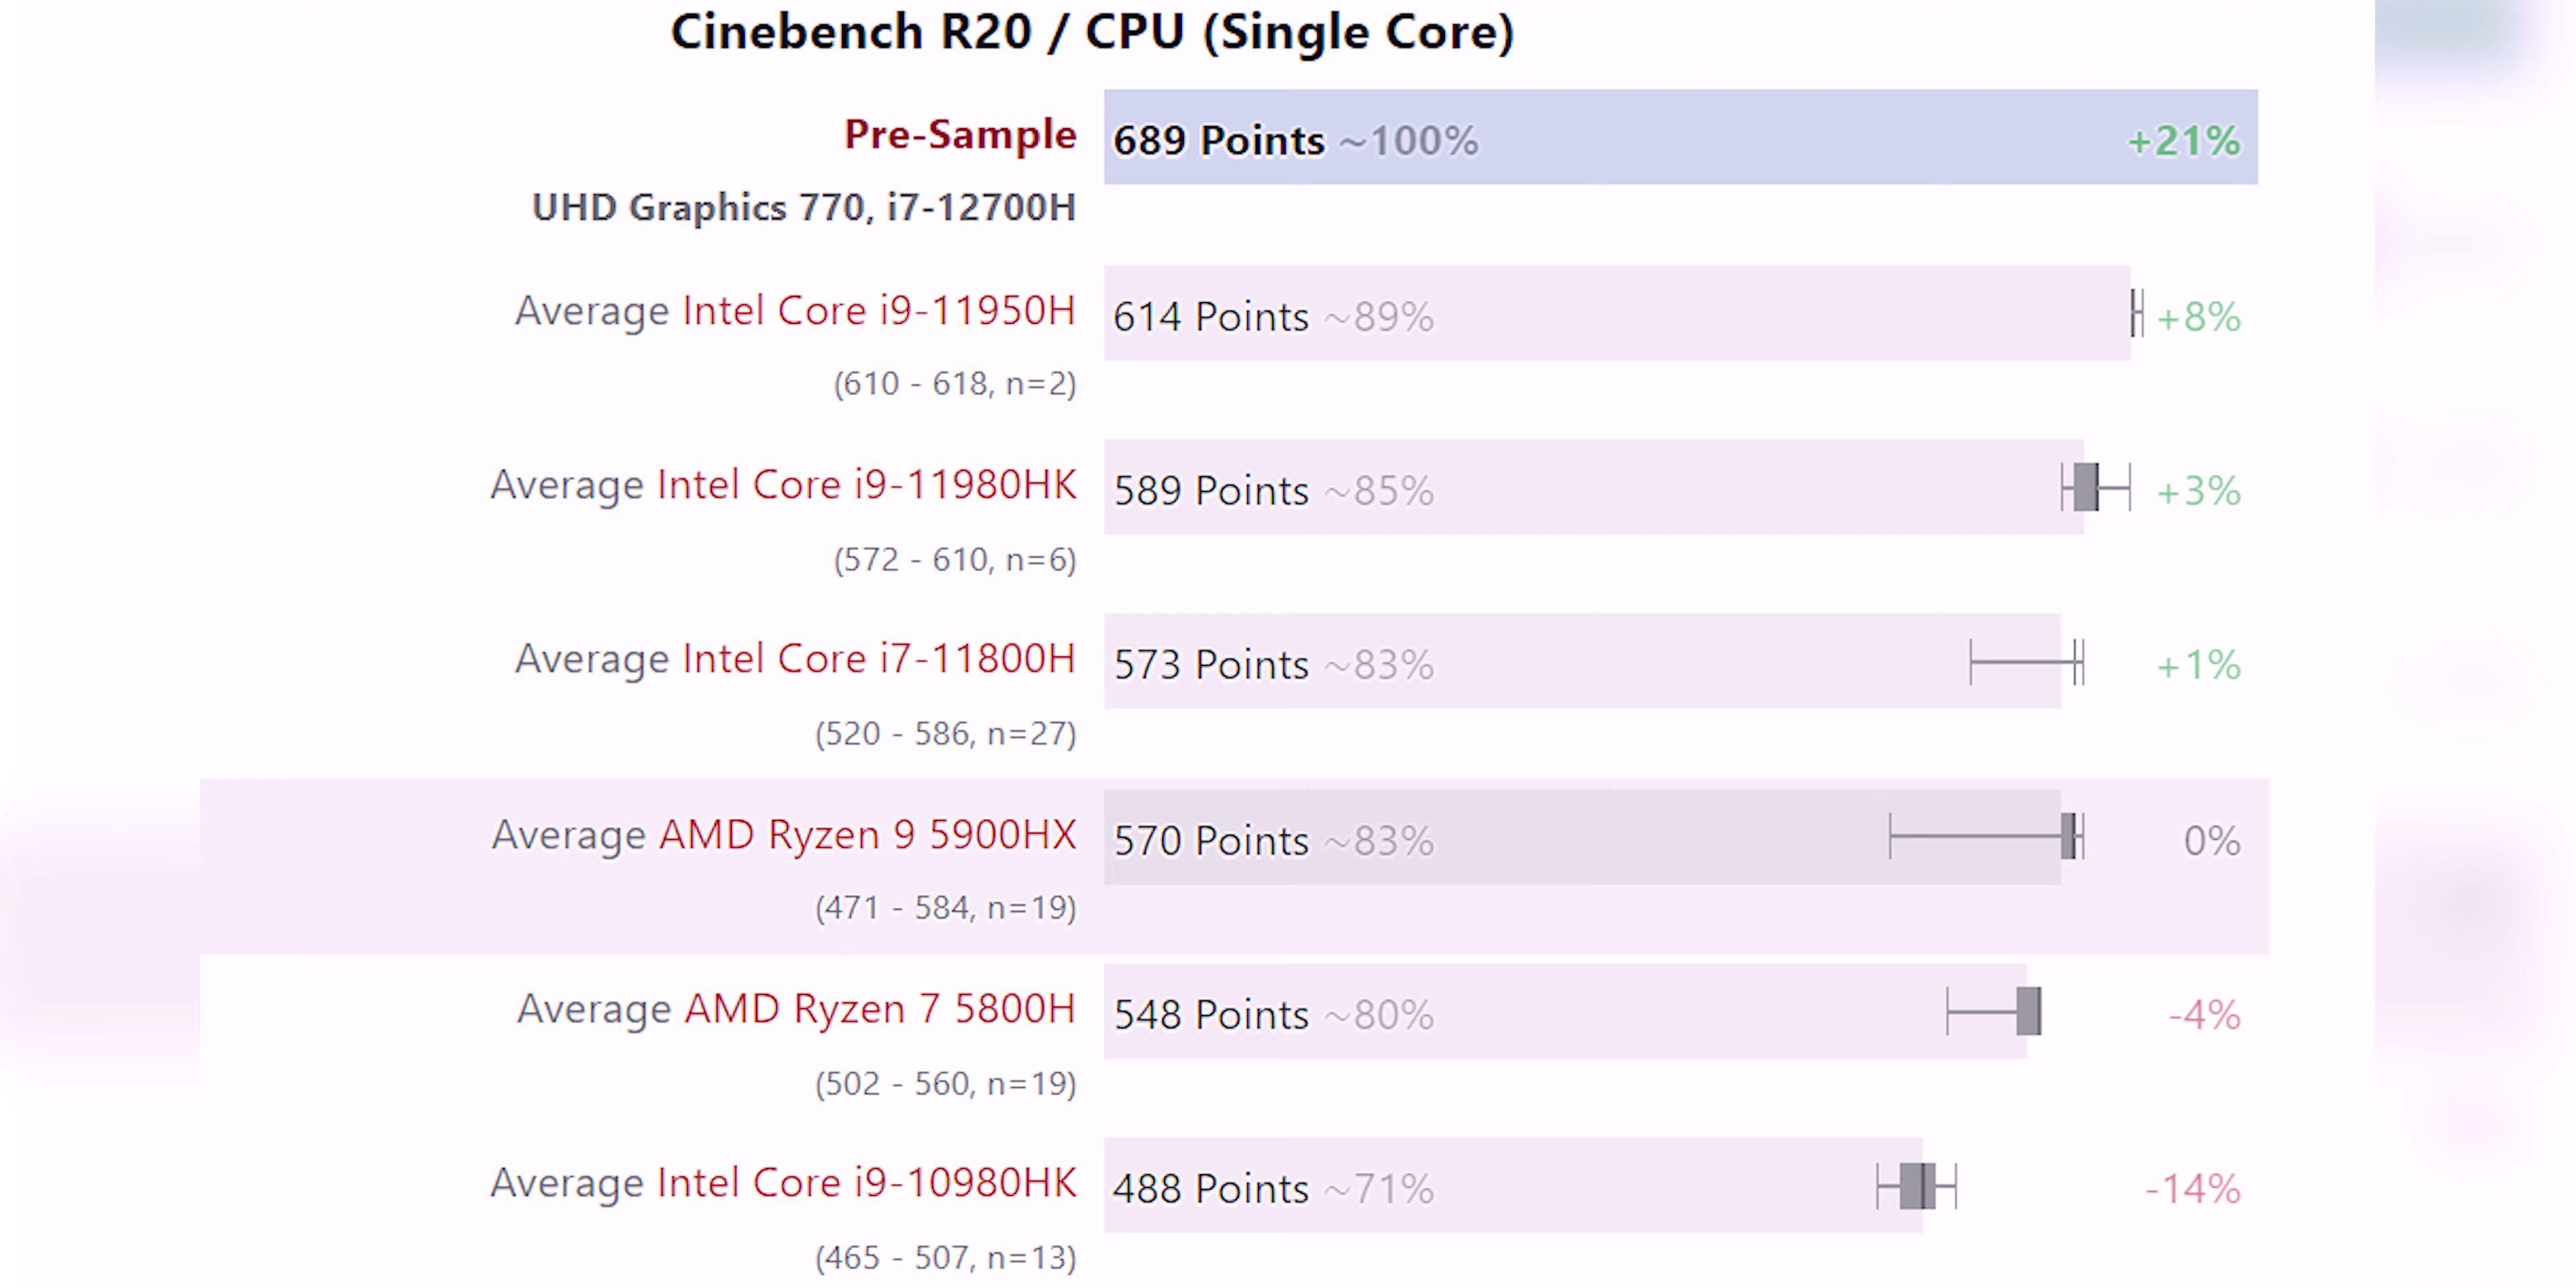 Cinebench R20 / CPU (Single Core)
Pre-Sample 689 Points ~100% +21%
UHD Graphics 770, i7-12700H
Average Intel Core i9-11950H 614 Points ~89% +8%
(610 - 618, n=2)
Average Intel Core i9-11980HK 589 Points ~85% +3%
(572 - 610, n=6)
Average Intel Core i7-11800H 573 Points ~83% +1%
(520 - 586, n=27)
Average AMD Ryzen 9 5900HX 570 Points ~83% 0%
(471 - 584, n=19)
Average AMD Ryzen 7 5800H 548 Points ~80% -4%
(502 - 560, n=19)
Average Intel Core i9-10980HK 488 Points ~71% -14%
(465 - 507, n=13)